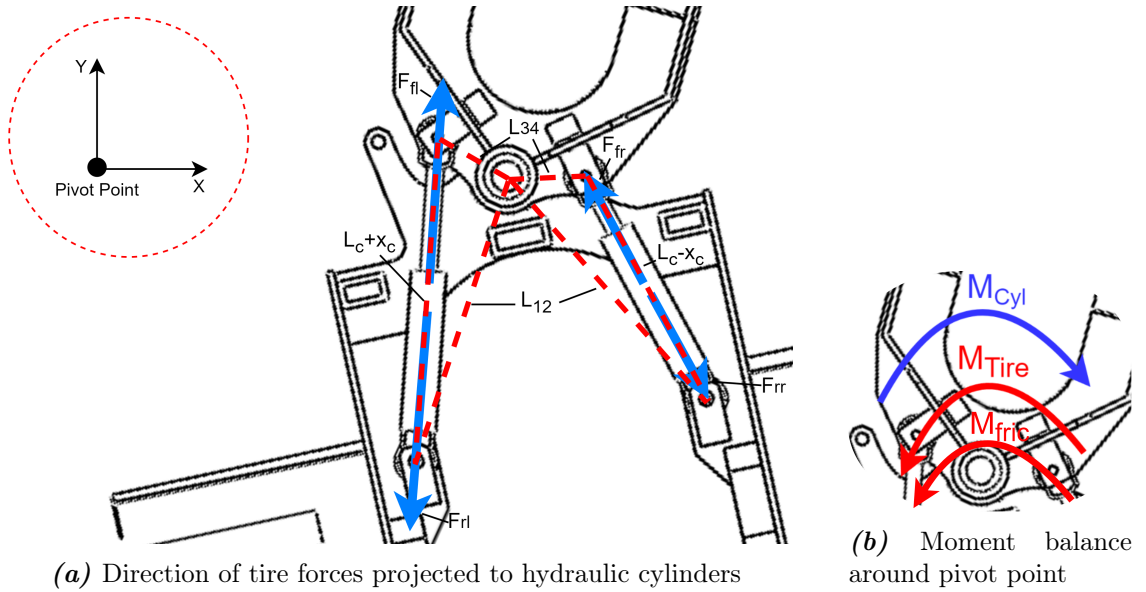 Y
X
Pivot Point
F_fl
L34
F_fr
L_c+x_c
L_c-x_c
L_12
F_rr
F_rl
M_Cyl
M_Tire
M_fric
(a) Direction of tire forces projected to hydraulic cylinders
(b) Moment balance
around pivot point